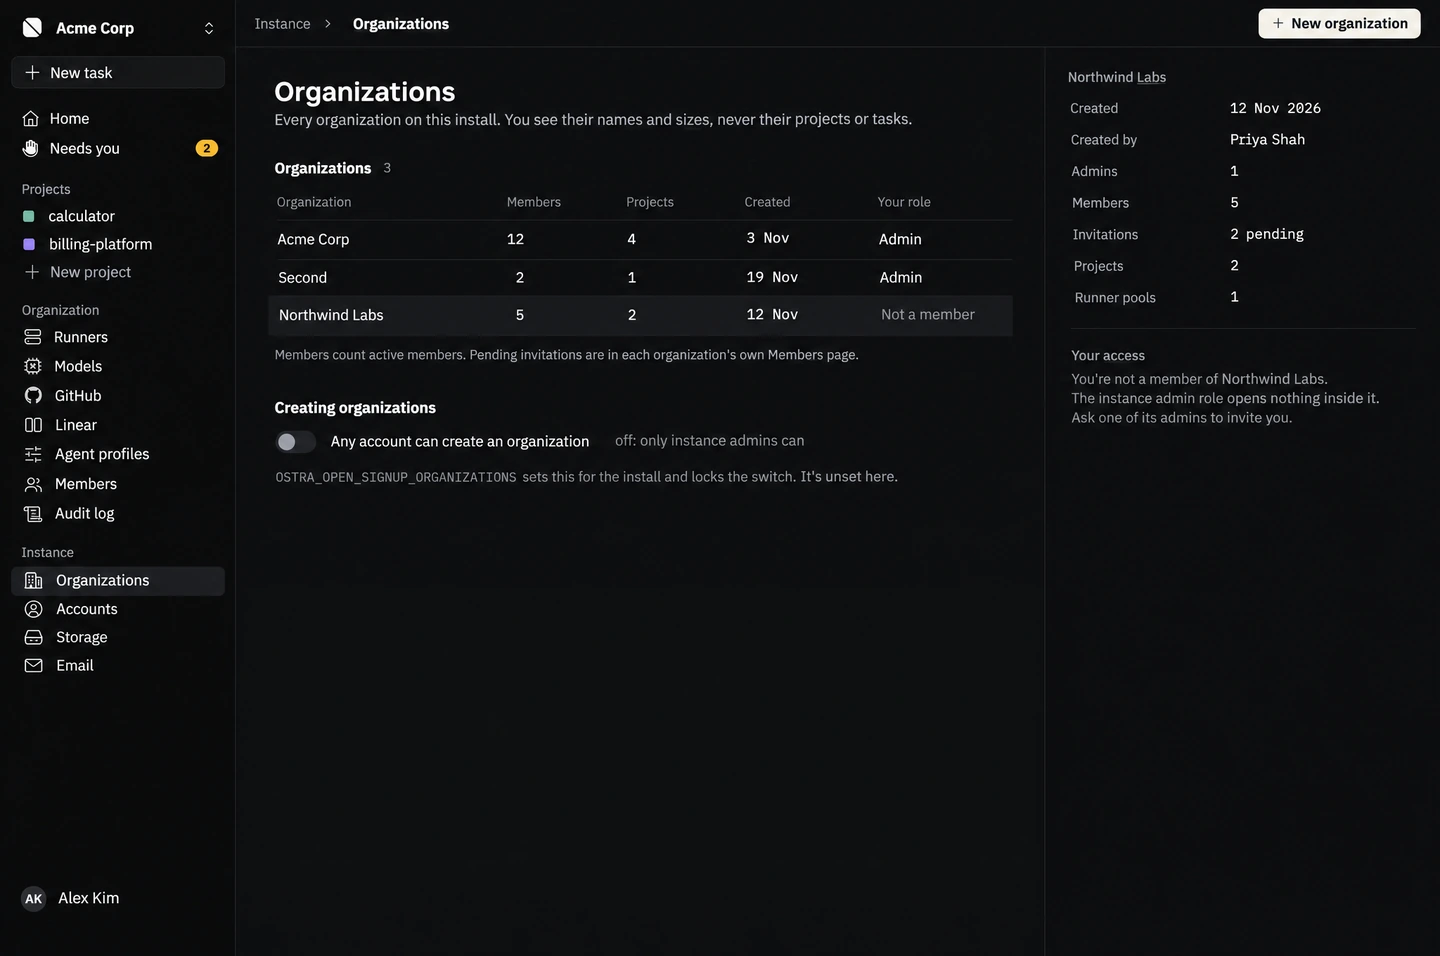 Acme Corp
New task
Home
Needs you 2
Projects
calculator
billing-platform
New project
Organization
Runners
Models
GitHub
Linear
Agent profiles
Members
Audit log
Instance
Organizations
Accounts
Storage
Email
AK Alex Kim
Instance > Organizations
+ New organization
Organizations
Every organization on this install. You see their names and sizes, never their projects or tasks.
Organizations 3
Organization Members Projects Created Your role
Acme Corp 12 4 3 Nov Admin
Second 2 1 19 Nov Admin
Northwind Labs 5 2 12 Nov Not a member
Members count active members. Pending invitations are in each organization's own Members page.
Creating organizations
Any account can create an organization off: only instance admins can
OSTRA_OPEN_SIGNUP_ORGANIZATIONS sets this for the install and locks the switch. It's unset here.
Northwind Labs
Created 12 Nov 2026
Created by Priya Shah
Admins 1
Members 5
Invitations 2 pending
Projects 2
Runner pools 1
Your access
You're not a member of Northwind Labs.
The instance admin role opens nothing inside it.
Ask one of its admins to invite you.